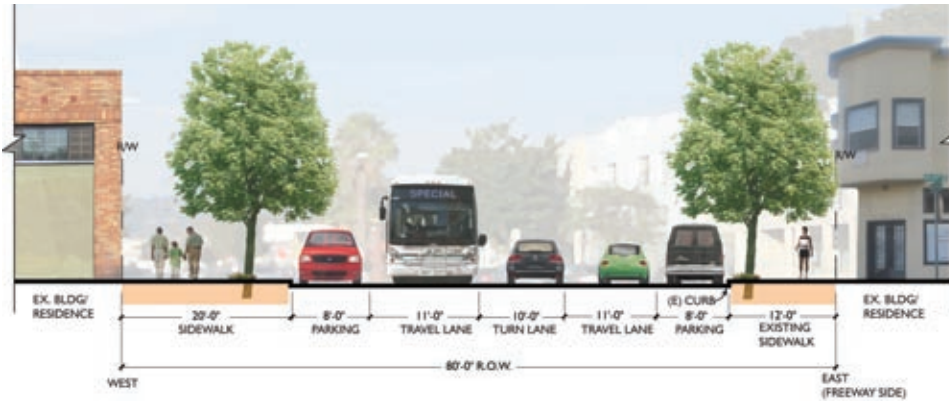 SPECIAL
R/W
R/W
EX. BLDG/
RESIDENCE
20'-0"
SIDEWALK
8'-0"
PARKING
11'-0"
TRAVEL LANE
10'-0"
TURN LANE
11'-0"
TRAVEL LANE
(E) CURB
8'-0"
PARKING
12'-0"
EXISTING
SIDEWALK
EX. BLDG/
RESIDENCE
80'-0" R.O.W.
WEST
EAST
(FREEWAY SIDE)